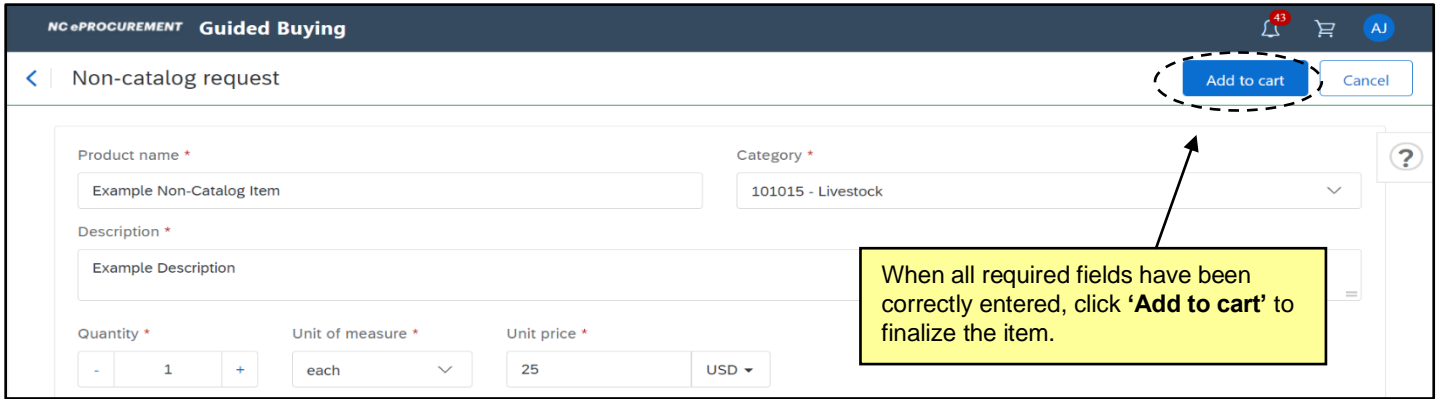 NC ePROCUREMENT Guided Buying
43
AJ
< Non-catalog request
Add to cart
Cancel
Product name *
Category *
?
Example Non-Catalog Item
101015 - Livestock
Description *
Example Description
When all required fields have been
correctly entered, click ‘Add to cart’ to
finalize the item.
Quantity *
Unit of measure *
Unit price *
- 1 +
each
25
USD